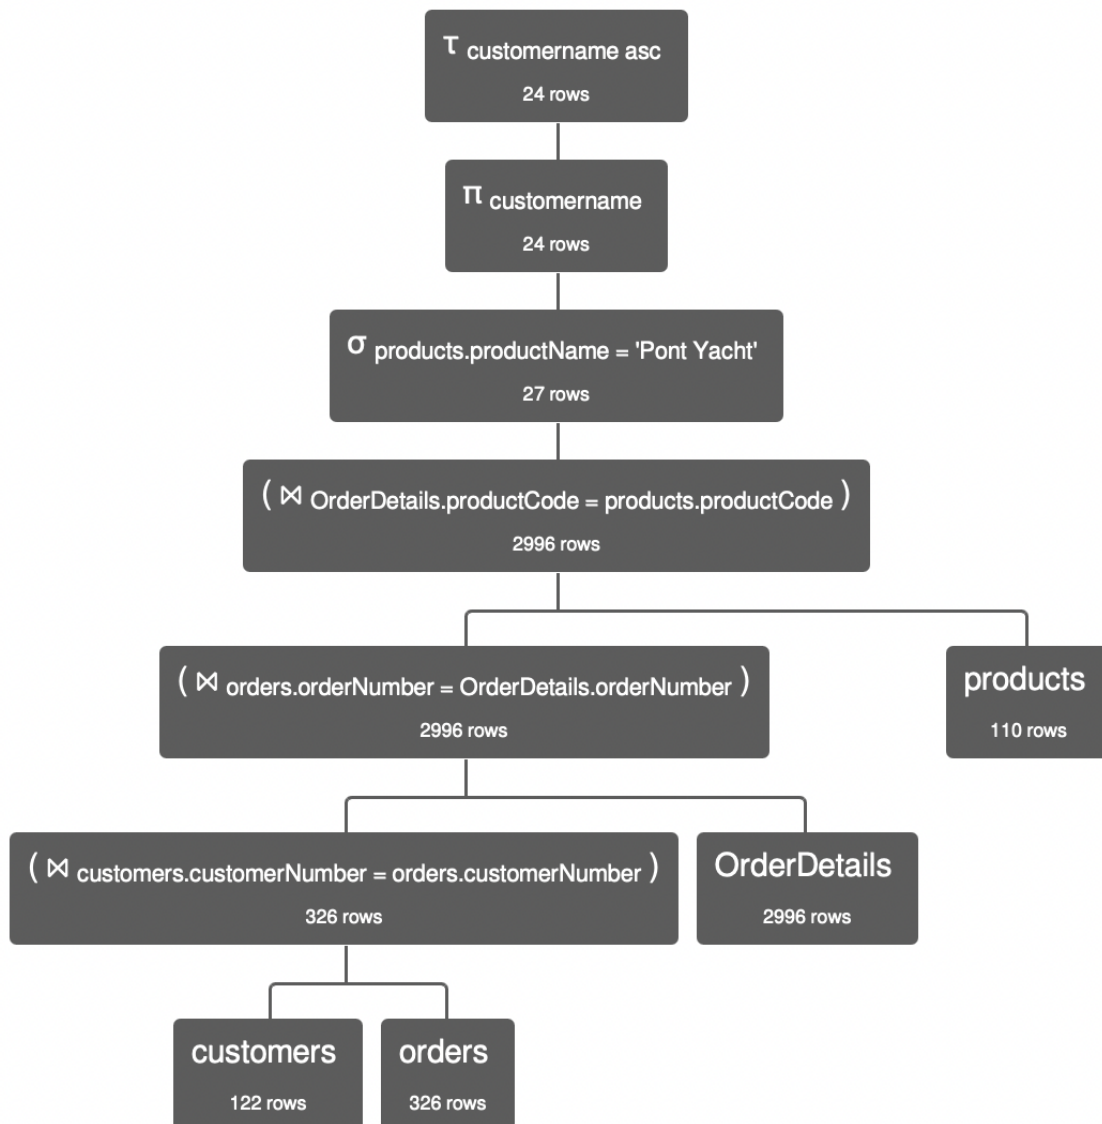 τ customername asc
24 rows
π customername
24 rows
σ products.productName = 'Pont Yacht'
27 rows
( ⋈ OrderDetails.productCode = products.productCode )
2996 rows
( ⋈ orders.orderNumber = OrderDetails.orderNumber )
2996 rows
products
110 rows
( ⋈ customers.customerNumber = orders.customerNumber )
326 rows
OrderDetails
2996 rows
customers
122 rows
orders
326 rows